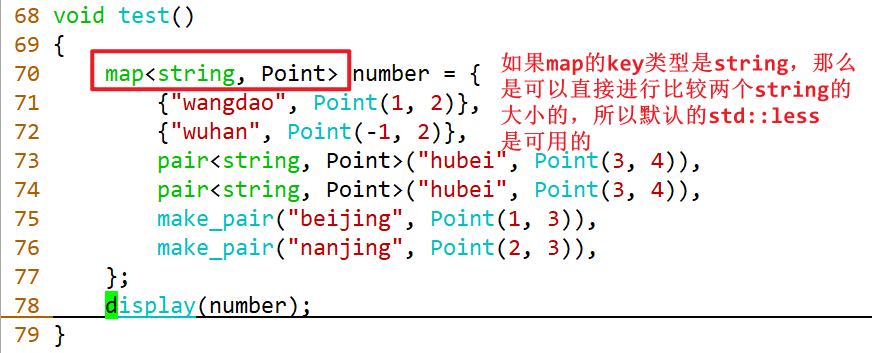 68 void test()
69 {
70     map<string, Point> number = {
71         {"wangdao", Point(1, 2)},
72         {"wuhan", Point(-1, 2)},
73         pair<string, Point>("hubei", Point(3, 4)),
74         pair<string, Point>("hubei", Point(3, 4)),
75         make_pair("beijing", Point(1, 3)),
76         make_pair("nanjing", Point(2, 3)),
77     };
78     display(number);
79 }
如果map的key类型是string，那么
是可以直接进行比较两个string的
大小的，所以默认的std::less
是可用的